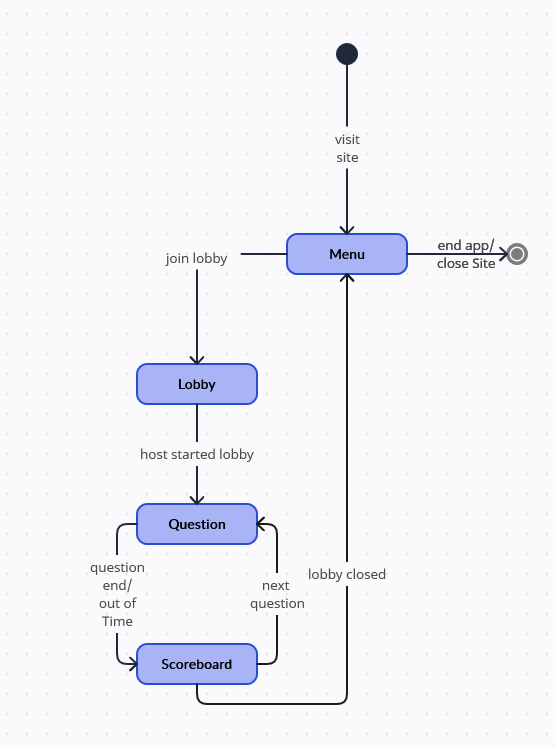 visit
site
Menu
end app/
close Site
join lobby
Lobby
host started lobby
Question
question
end/
out of
Time
next
question
lobby closed
Scoreboard